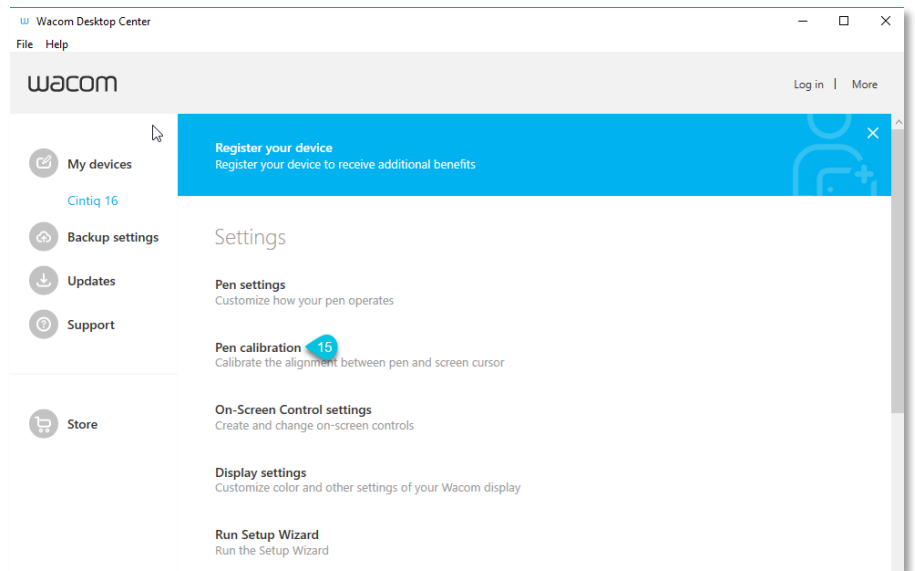 Wacom Desktop Center
File Help
wacom
Log in | More
My devices
Cintiq 16
Backup settings
Updates
Support
Store
Register your device
Register your device to receive additional benefits
Settings
Pen settings
Customize how your pen operates
Pen calibration 15
Calibrate the alignment between pen and screen cursor
On-Screen Control settings
Create and change on-screen controls
Display settings
Customize color and other settings of your Wacom display
Run Setup Wizard
Run the Setup Wizard